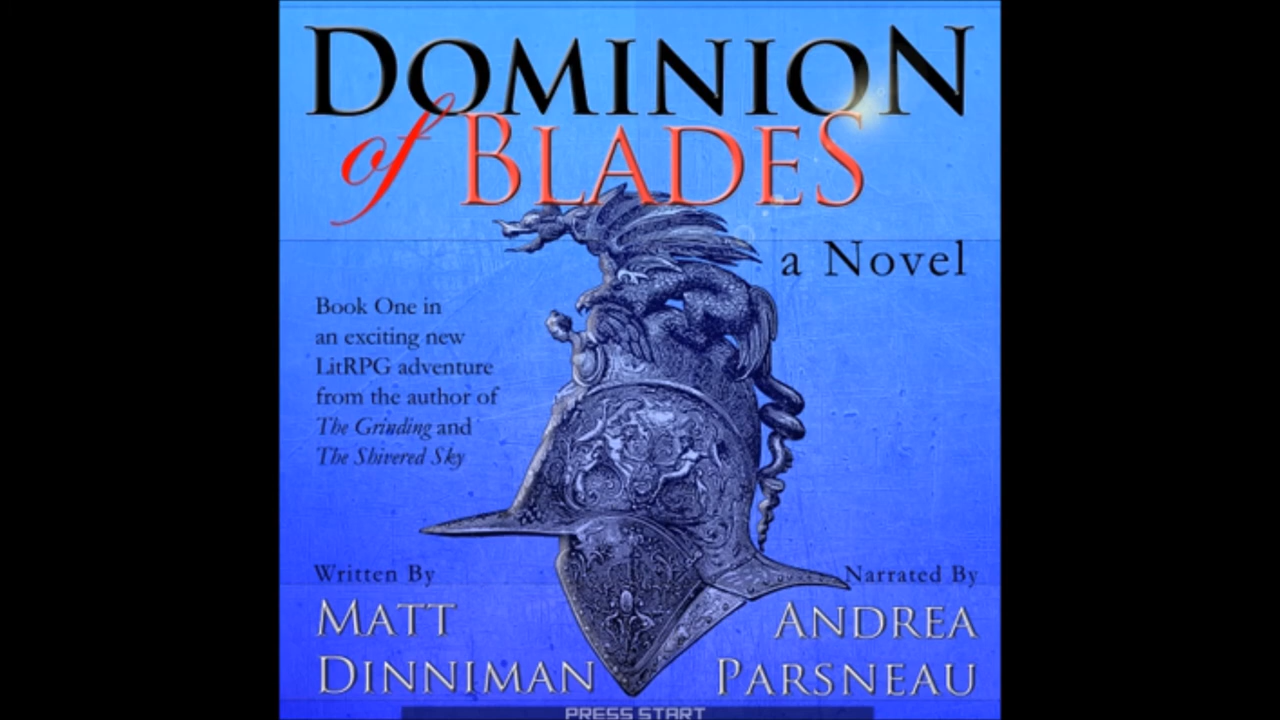 DOMINION
of BLADES
a Novel
Book One in
an exciting new
LitRPG adventure
from the author of
The Grinding and
The Shivered Sky
Written By
MATT
DINNIMAN
Narrated By
ANDREA
PARSNEAU
PRESS START